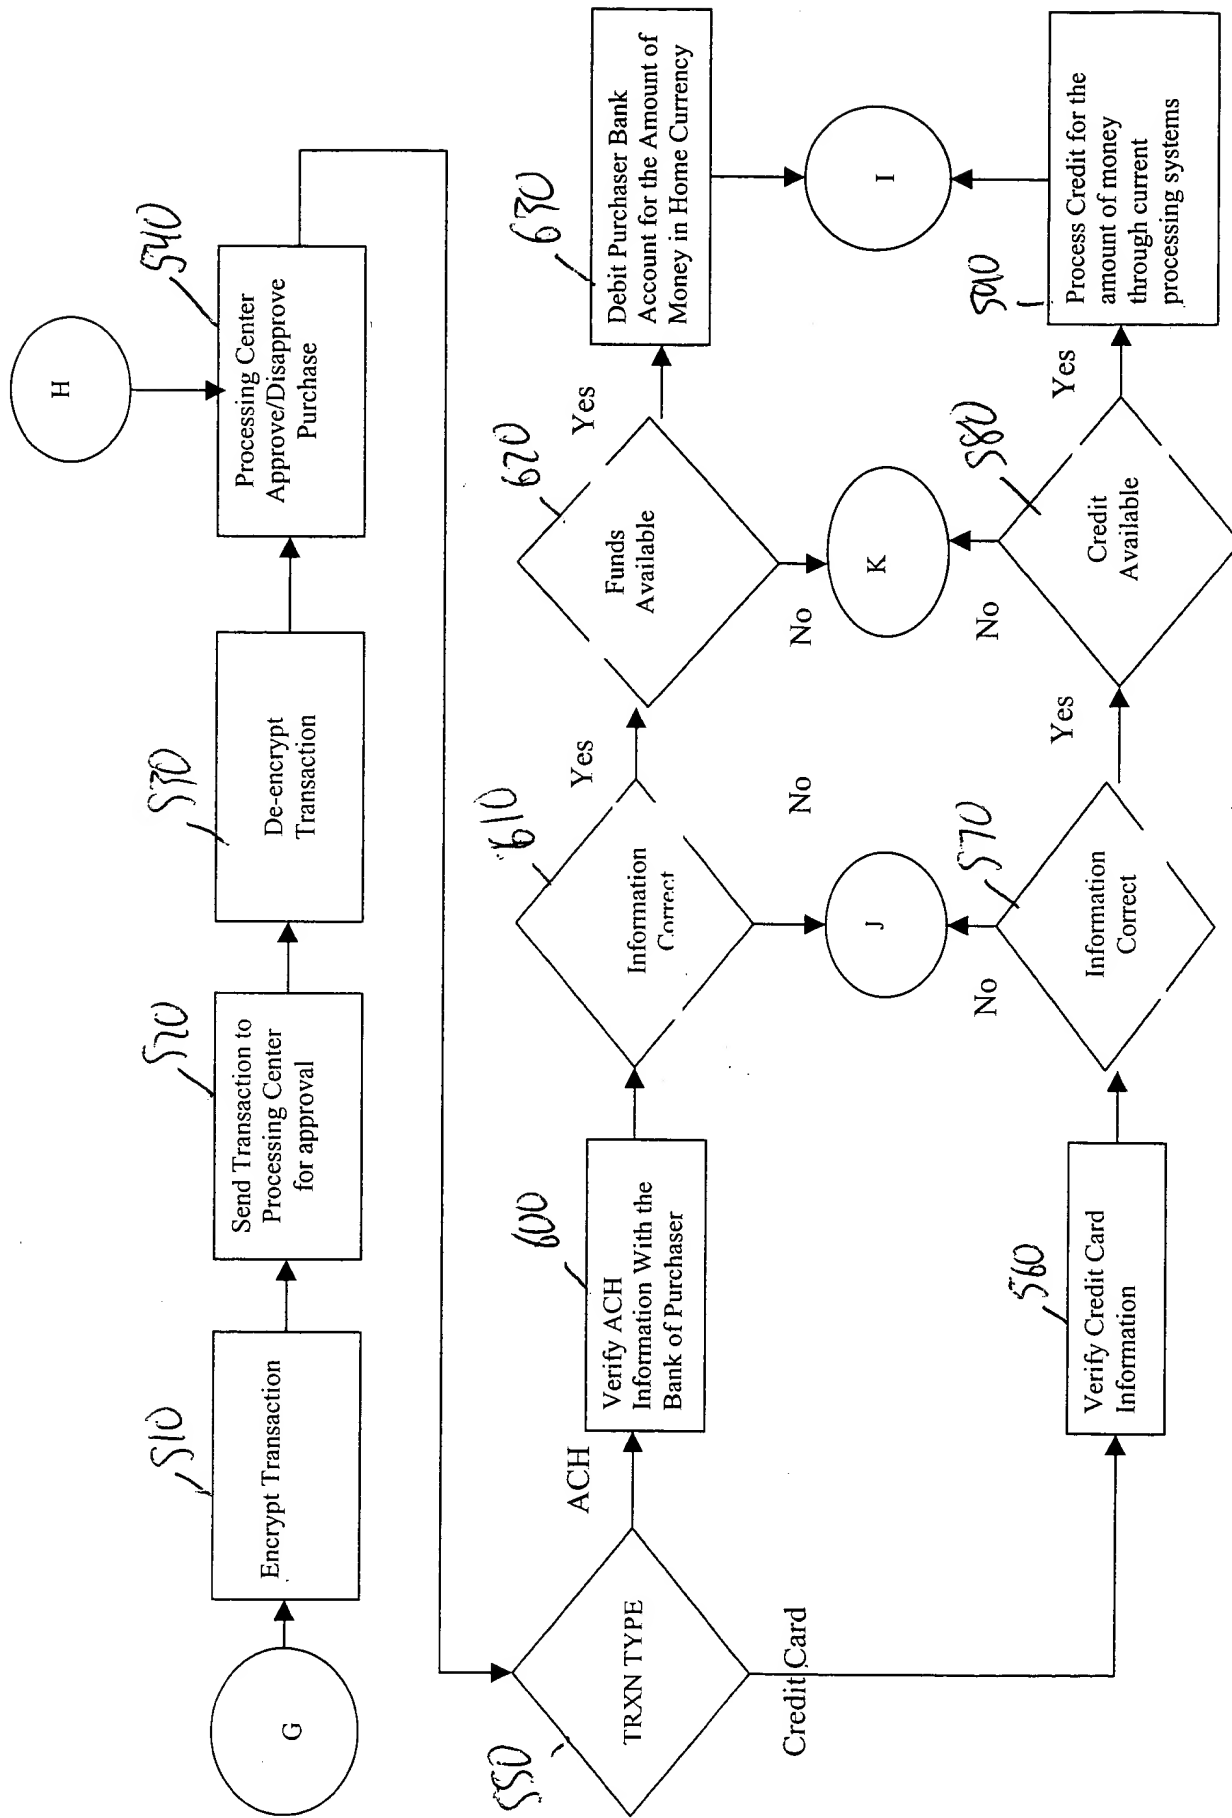 H
540
Processing Center
Approve/Disapprove
Purchase
530
De-encrypt
Transaction
520
Send Transaction to
Processing Center
for approval
510
Encrypt Transaction
G
550
TRXN TYPE
ACH
Credit Card
600
Verify ACH
Information With the
Bank of Purchaser
610
Information
Correct
Yes
No
620
Funds
Available
Yes
No
630
Debit Purchaser Bank
Account for the Amount of
Money in Home Currency
I
K
J
560
Verify Credit Card
Information
570
Information
Correct
No
Yes
580
Credit
Available
No
Yes
590
Process Credit for the
amount of money
through current
processing systems